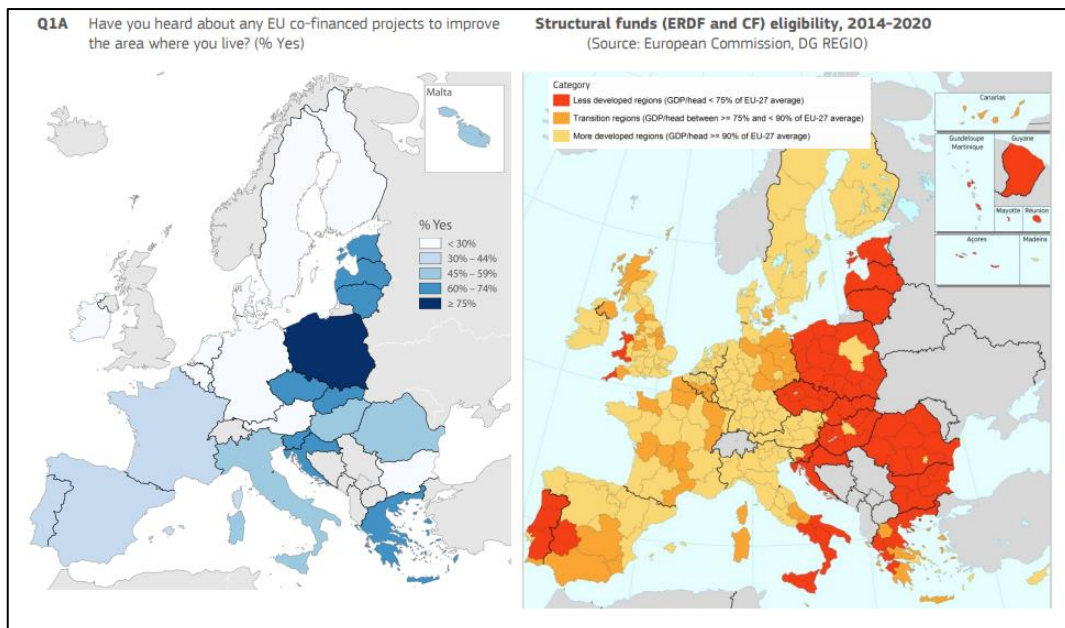 Q1A Have you heard about any EU co-financed projects to improve
the area where you live? (% Yes)
Malta
% Yes
< 30%
30% – 44%
45% – 59%
60% – 74%
≥ 75%
Structural funds (ERDF and CF) eligibility, 2014-2020
(Source: European Commission, DG REGIO)
Category
Less developed regions (GDP/head < 75% of EU-27 average)
Transition regions (GDP/head between >= 75% and < 90% of EU-27 average)
More developed regions (GDP/head >= 90% of EU-27 average)
Canarias
Guadeloupe
Martinique
Guyane
Mayotte
Réunion
Açores
Madeira